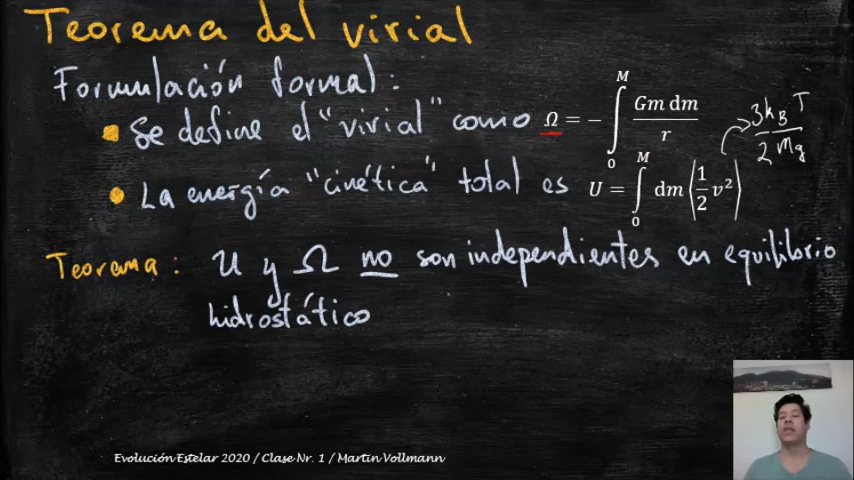 Teorema del virial
Formulación formal:
Se define el "virial" como Ω = − ∫₀ᴹ Gm dm / r
3k_B T / 2 m_g
La energía "cinética" total es U = ∫₀ᴹ dm (1/2 v²)
Teorema: U y Ω no son independientes en equilibrio
hidrostático
Evolución Estelar 2020 / Clase Nr. 1 / Martin Vollmann